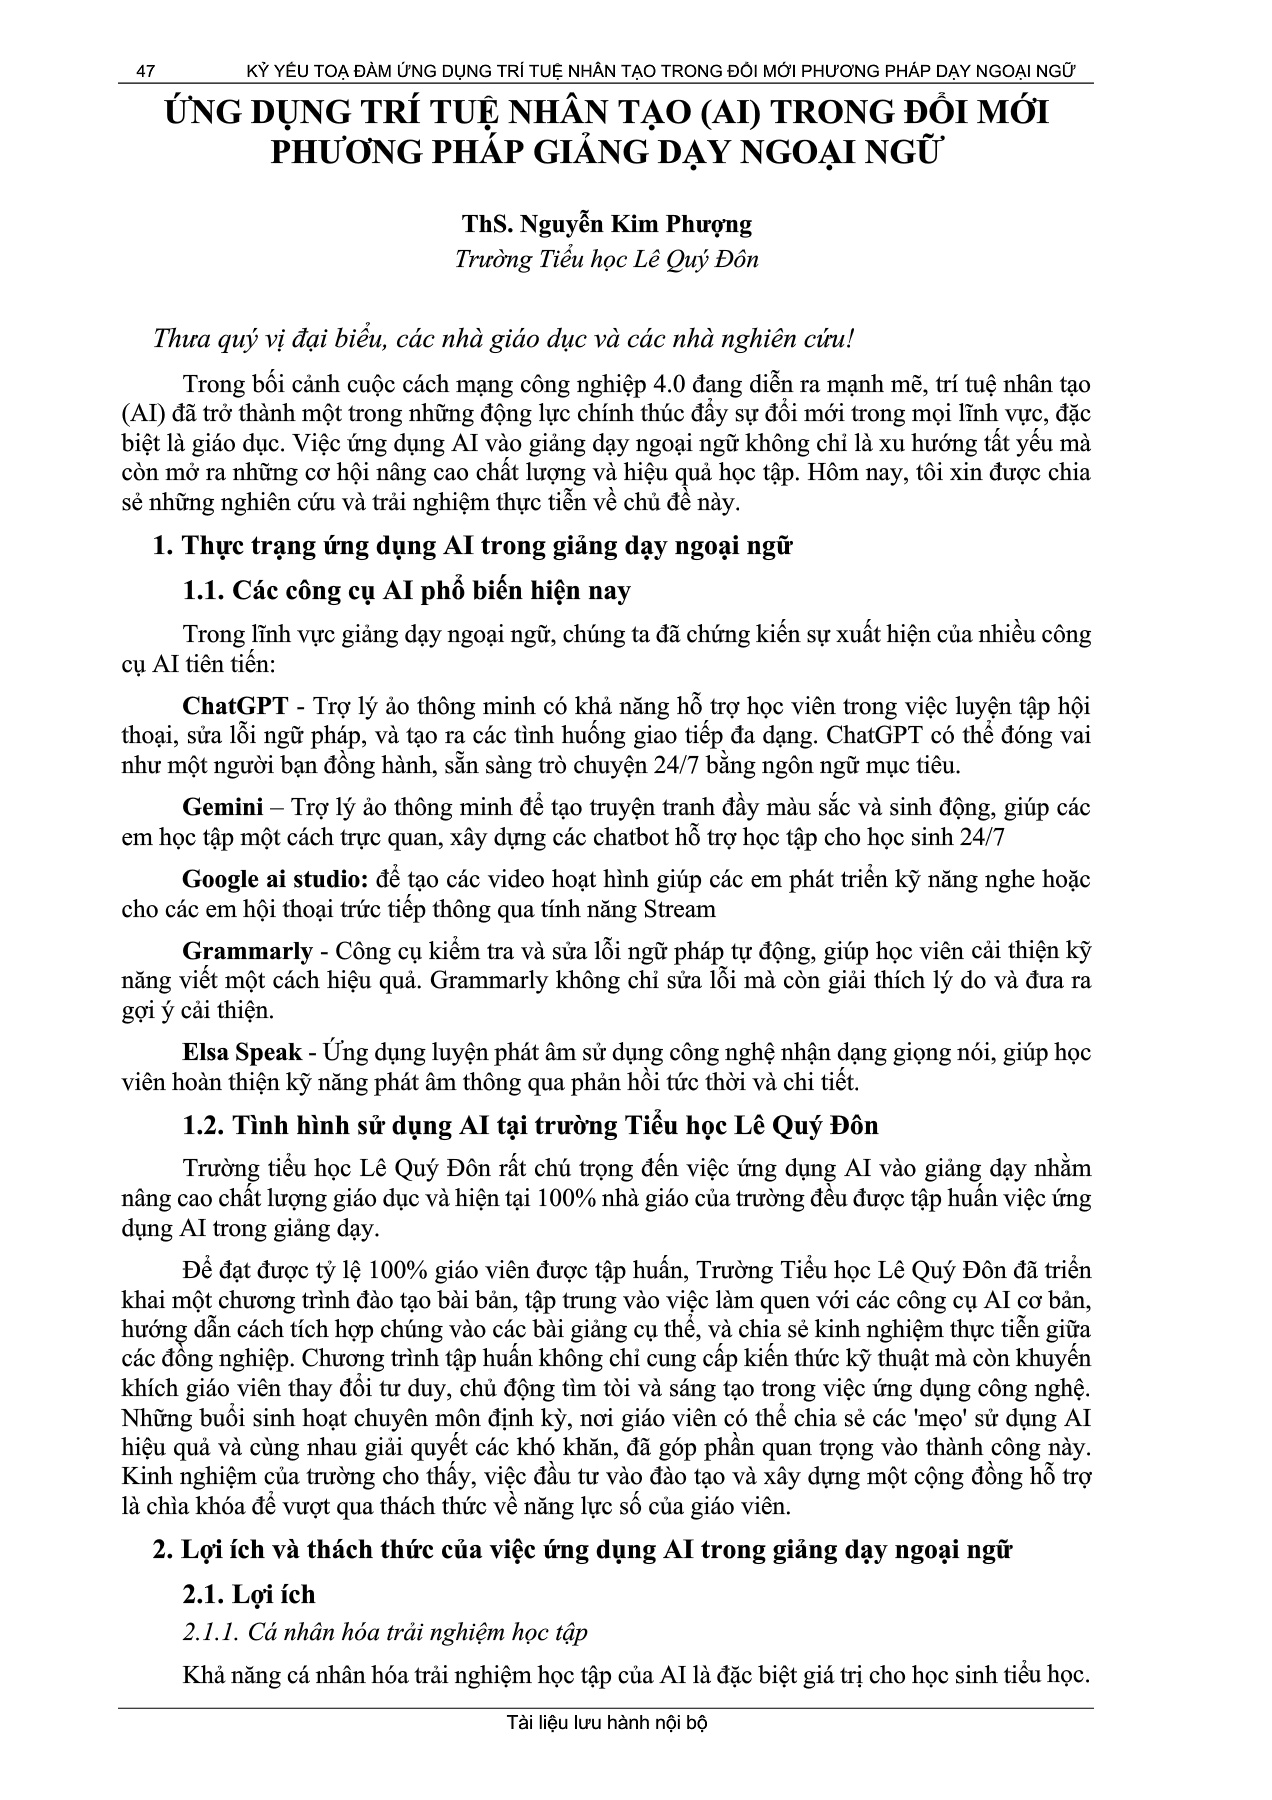 47 KỶ YẾU TOẠ ĐÀM ỨNG DỤNG TRÍ TUỆ NHÂN TẠO TRONG ĐỔI MỚI PHƯƠNG PHÁP DẠY NGOẠI NGỮ
ỨNG DỤNG TRÍ TUỆ NHÂN TẠO (AI) TRONG ĐỔI MỚI
PHƯƠNG PHÁP GIẢNG DẠY NGOẠI NGỮ
ThS. Nguyễn Kim Phượng
Trường Tiểu học Lê Quý Đôn
Thưa quý vị đại biểu, các nhà giáo dục và các nhà nghiên cứu!
Trong bối cảnh cuộc cách mạng công nghiệp 4.0 đang diễn ra mạnh mẽ, trí tuệ nhân tạo
(AI) đã trở thành một trong những động lực chính thúc đẩy sự đổi mới trong mọi lĩnh vực, đặc
biệt là giáo dục. Việc ứng dụng AI vào giảng dạy ngoại ngữ không chỉ là xu hướng tất yếu mà
còn mở ra những cơ hội nâng cao chất lượng và hiệu quả học tập. Hôm nay, tôi xin được chia
sẻ những nghiên cứu và trải nghiệm thực tiễn về chủ đề này.
1. Thực trạng ứng dụng AI trong giảng dạy ngoại ngữ
1.1. Các công cụ AI phổ biến hiện nay
Trong lĩnh vực giảng dạy ngoại ngữ, chúng ta đã chứng kiến sự xuất hiện của nhiều công
cụ AI tiên tiến:
ChatGPT - Trợ lý ảo thông minh có khả năng hỗ trợ học viên trong việc luyện tập hội
thoại, sửa lỗi ngữ pháp, và tạo ra các tình huống giao tiếp đa dạng. ChatGPT có thể đóng vai
như một người bạn đồng hành, sẵn sàng trò chuyện 24/7 bằng ngôn ngữ mục tiêu.
Gemini – Trợ lý ảo thông minh để tạo truyện tranh đầy màu sắc và sinh động, giúp các
em học tập một cách trực quan, xây dựng các chatbot hỗ trợ học tập cho học sinh 24/7
Google ai studio: để tạo các video hoạt hình giúp các em phát triển kỹ năng nghe hoặc
cho các em hội thoại trức tiếp thông qua tính năng Stream
Grammarly - Công cụ kiểm tra và sửa lỗi ngữ pháp tự động, giúp học viên cải thiện kỹ
năng viết một cách hiệu quả. Grammarly không chỉ sửa lỗi mà còn giải thích lý do và đưa ra
gợi ý cải thiện.
Elsa Speak - Ứng dụng luyện phát âm sử dụng công nghệ nhận dạng giọng nói, giúp học
viên hoàn thiện kỹ năng phát âm thông qua phản hồi tức thời và chi tiết.
1.2. Tình hình sử dụng AI tại trường Tiểu học Lê Quý Đôn
Trường tiểu học Lê Quý Đôn rất chú trọng đến việc ứng dụng AI vào giảng dạy nhằm
nâng cao chất lượng giáo dục và hiện tại 100% nhà giáo của trường đều được tập huấn việc ứng
dụng AI trong giảng dạy.
Để đạt được tỷ lệ 100% giáo viên được tập huấn, Trường Tiểu học Lê Quý Đôn đã triển
khai một chương trình đào tạo bài bản, tập trung vào việc làm quen với các công cụ AI cơ bản,
hướng dẫn cách tích hợp chúng vào các bài giảng cụ thể, và chia sẻ kinh nghiệm thực tiễn giữa
các đồng nghiệp. Chương trình tập huấn không chỉ cung cấp kiến thức kỹ thuật mà còn khuyến
khích giáo viên thay đổi tư duy, chủ động tìm tòi và sáng tạo trong việc ứng dụng công nghệ.
Những buổi sinh hoạt chuyên môn định kỳ, nơi giáo viên có thể chia sẻ các 'mẹo' sử dụng AI
hiệu quả và cùng nhau giải quyết các khó khăn, đã góp phần quan trọng vào thành công này.
Kinh nghiệm của trường cho thấy, việc đầu tư vào đào tạo và xây dựng một cộng đồng hỗ trợ
là chìa khóa để vượt qua thách thức về năng lực số của giáo viên.
2. Lợi ích và thách thức của việc ứng dụng AI trong giảng dạy ngoại ngữ
2.1. Lợi ích
2.1.1. Cá nhân hóa trải nghiệm học tập
Khả năng cá nhân hóa trải nghiệm học tập của AI là đặc biệt giá trị cho học sinh tiểu học.
Tài liệu lưu hành nội bộ